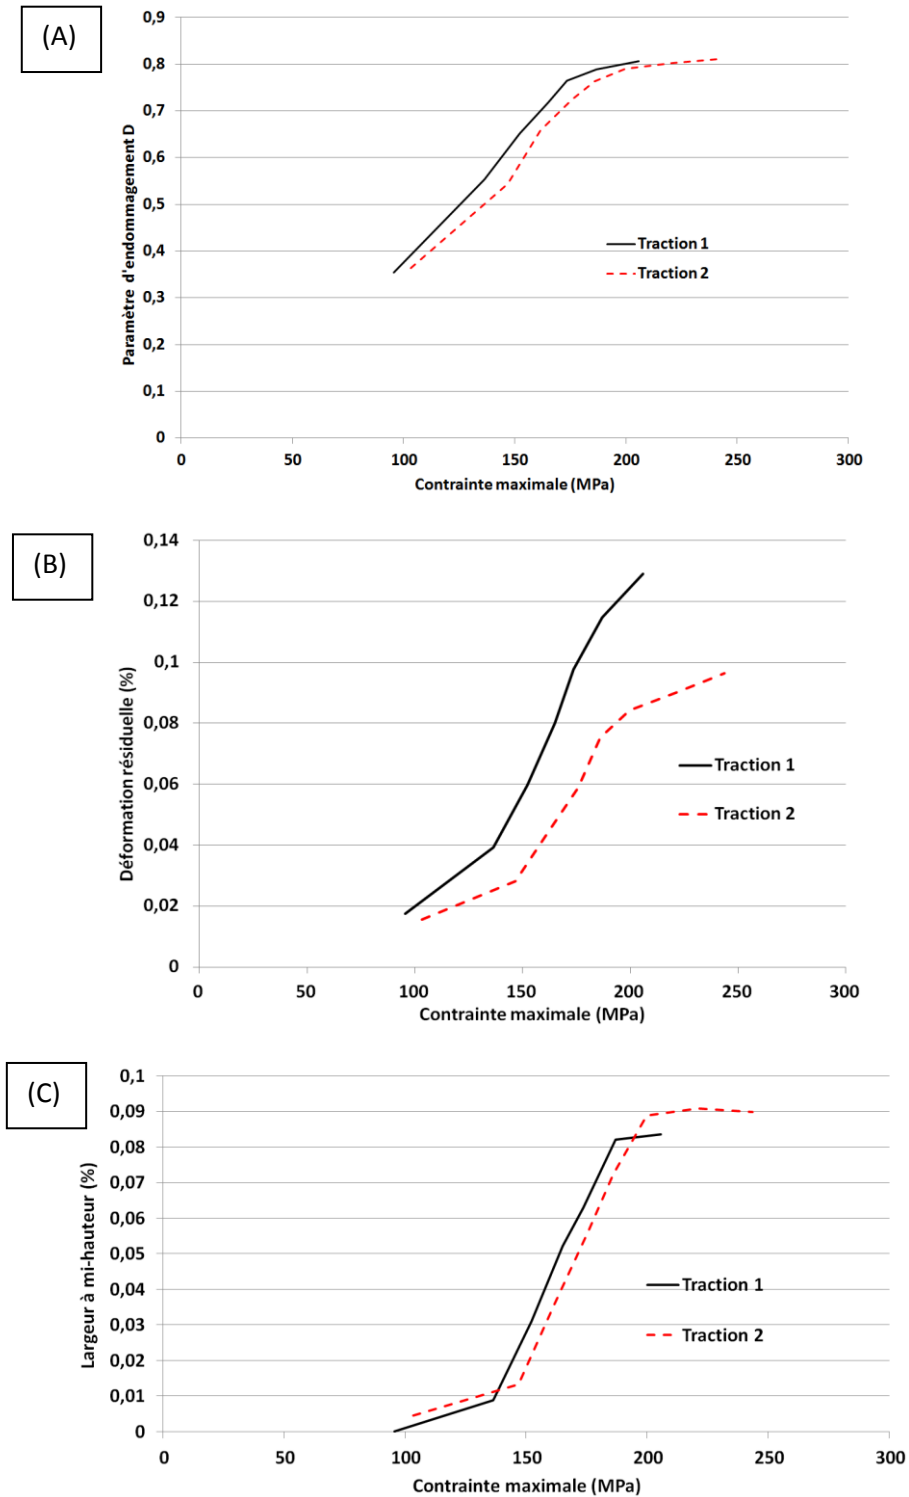 (A)
Paramètre d'endommagement D
0,9
0,8
0,7
0,6
0,5
0,4
0,3
0,2
0,1
0
Traction 1
Traction 2
0 50 100 150 200 250 300
Contrainte maximale (MPa)
(B)
Déformation résiduelle (%)
0,14
0,12
0,1
0,08
0,06
0,04
0,02
0
Traction 1
Traction 2
0 50 100 150 200 250 300
Contrainte maximale (MPa)
(C)
Largeur à mi-hauteur (%)
0,1
0,09
0,08
0,07
0,06
0,05
0,04
0,03
0,02
0,01
0
Traction 1
Traction 2
0 50 100 150 200 250 300
Contrainte maximale (MPa)